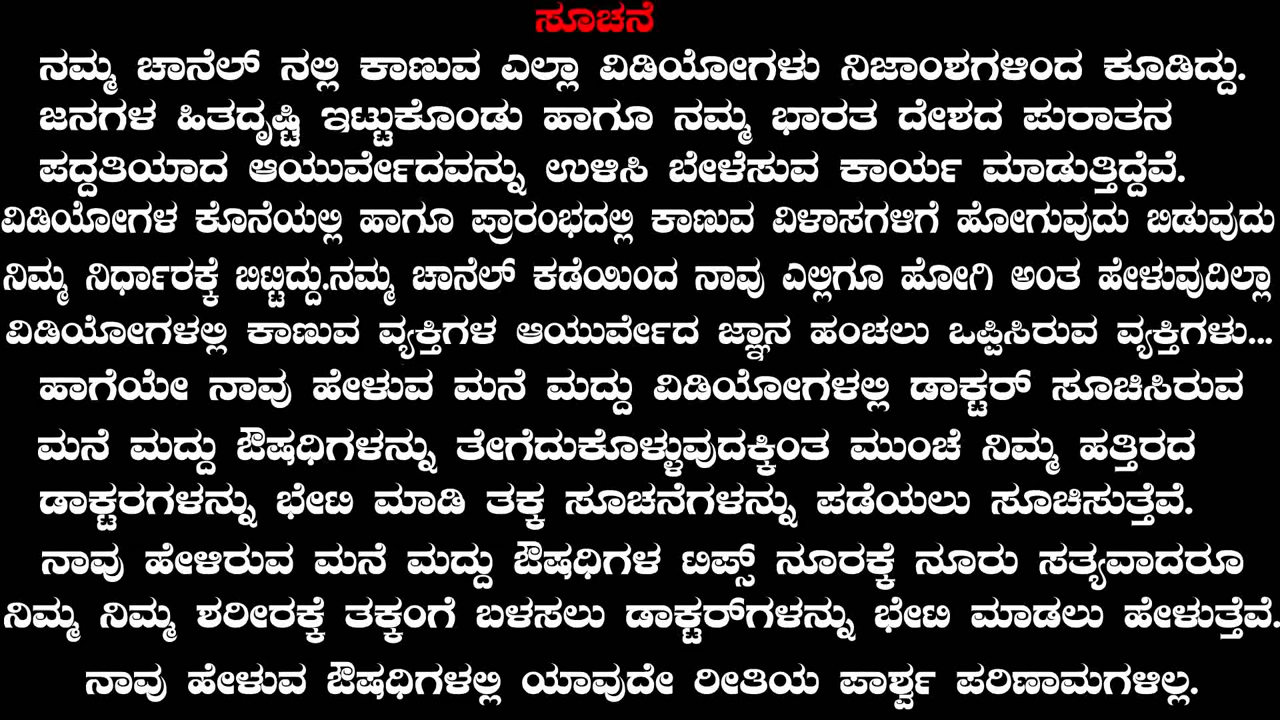 ಸೂಚನೆ
ನಮ್ಮ ಚಾನೆಲ್ ನಲ್ಲಿ ಕಾಣುವ ಎಲ್ಲಾ ವಿಡಿಯೋಗಳು ನಿಜಾಂಶಗಳಿಂದ ಕೂಡಿದ್ದು.
ಜನಗಳ ಹಿತದೃಷ್ಟಿ ಇಟ್ಟುಕೊಂಡು ಹಾಗೂ ನಮ್ಮ ಭಾರತ ದೇಶದ ಪುರಾತನ
ಪದ್ದತಿಯಾದ ಆಯುರ್ವೇದವನ್ನು ಉಳಿಸಿ ಬೇಳೆಸುವ ಕಾರ್ಯ ಮಾಡುತ್ತಿದ್ದೆವೆ.
ವಿಡಿಯೋಗಳ ಕೊನೆಯಲ್ಲಿ ಹಾಗೂ ಪ್ರಾರಂಭದಲ್ಲಿ ಕಾಣುವ ವಿಳಾಸಗಳಿಗೆ ಹೋಗುವುದು ಬಿಡುವುದು
ನಿಮ್ಮ ನಿರ್ಧಾರಕ್ಕೆ ಬಿಟ್ಟಿದ್ದು.ನಮ್ಮ ಚಾನೆಲ್ ಕಡೆಯಿಂದ ನಾವು ಎಲ್ಲಿಗೂ ಹೋಗಿ ಅಂತ ಹೇಳುವುದಿಲ್ಲಾ
ವಿಡಿಯೋಗಳಲ್ಲಿ ಕಾಣುವ ವ್ಯಕ್ತಿಗಳ ಆಯುರ್ವೇದ ಜ್ಞಾನ ಹಂಚಲು ಒಪ್ಪಿಸಿರುವ ವ್ಯಕ್ತಿಗಳು...
ಹಾಗೆಯೇ ನಾವು ಹೇಳುವ ಮನೆ ಮದ್ದು ವಿಡಿಯೋಗಳಲ್ಲಿ ಡಾಕ್ಟರ್ ಸೂಚಿಸಿರುವ
ಮನೆ ಮದ್ದು ಔಷಧಿಗಳನ್ನು ತೇಗೆದುಕೊಳ್ಳುವುದಕ್ಕಿಂತ ಮುಂಚೆ ನಿಮ್ಮ ಹತ್ತಿರದ
ಡಾಕ್ಟರಗಳನ್ನು ಭೇಟಿ ಮಾಡಿ ತಕ್ಕ ಸೂಚನೆಗಳನ್ನು ಪಡೆಯಲು ಸೂಚಿಸುತ್ತೆವೆ.
ನಾವು ಹೇಳಿರುವ ಮನೆ ಮದ್ದು ಔಷಧಿಗಳ ಟಿಪ್ಸ್ ನೂರಕ್ಕೆ ನೂರು ಸತ್ಯವಾದರೂ
ನಿಮ್ಮ ನಿಮ್ಮ ಶರೀರಕ್ಕೆ ತಕ್ಕಂಗೆ ಬಳಸಲು ಡಾಕ್ಟರ್‌ಗಳನ್ನು ಭೇಟಿ ಮಾಡಲು ಹೇಳುತ್ತೆವೆ.
ನಾವು ಹೇಳುವ ಔಷಧಿಗಳಲ್ಲಿ ಯಾವುದೇ ರೀತಿಯ ಪಾರ್ಶ್ವ ಪರಿಣಾಮಗಳಿಲ್ಲ.